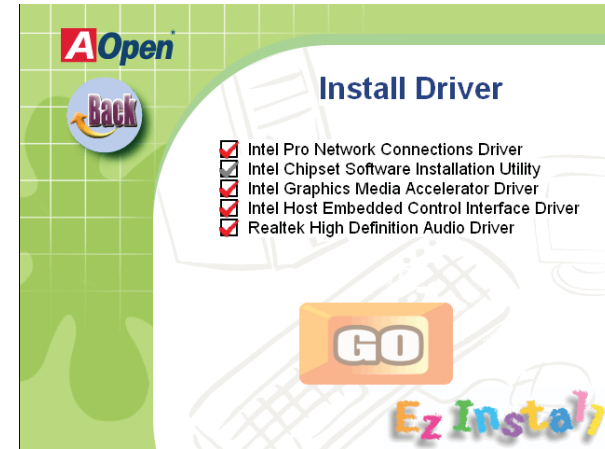 AOpen
Back
Install Driver
Intel Pro Network Connections Driver
Intel Chipset Software Installation Utility
Intel Graphics Media Accelerator Driver
Intel Host Embedded Control Interface Driver
Realtek High Definition Audio Driver
GO
Ez Install